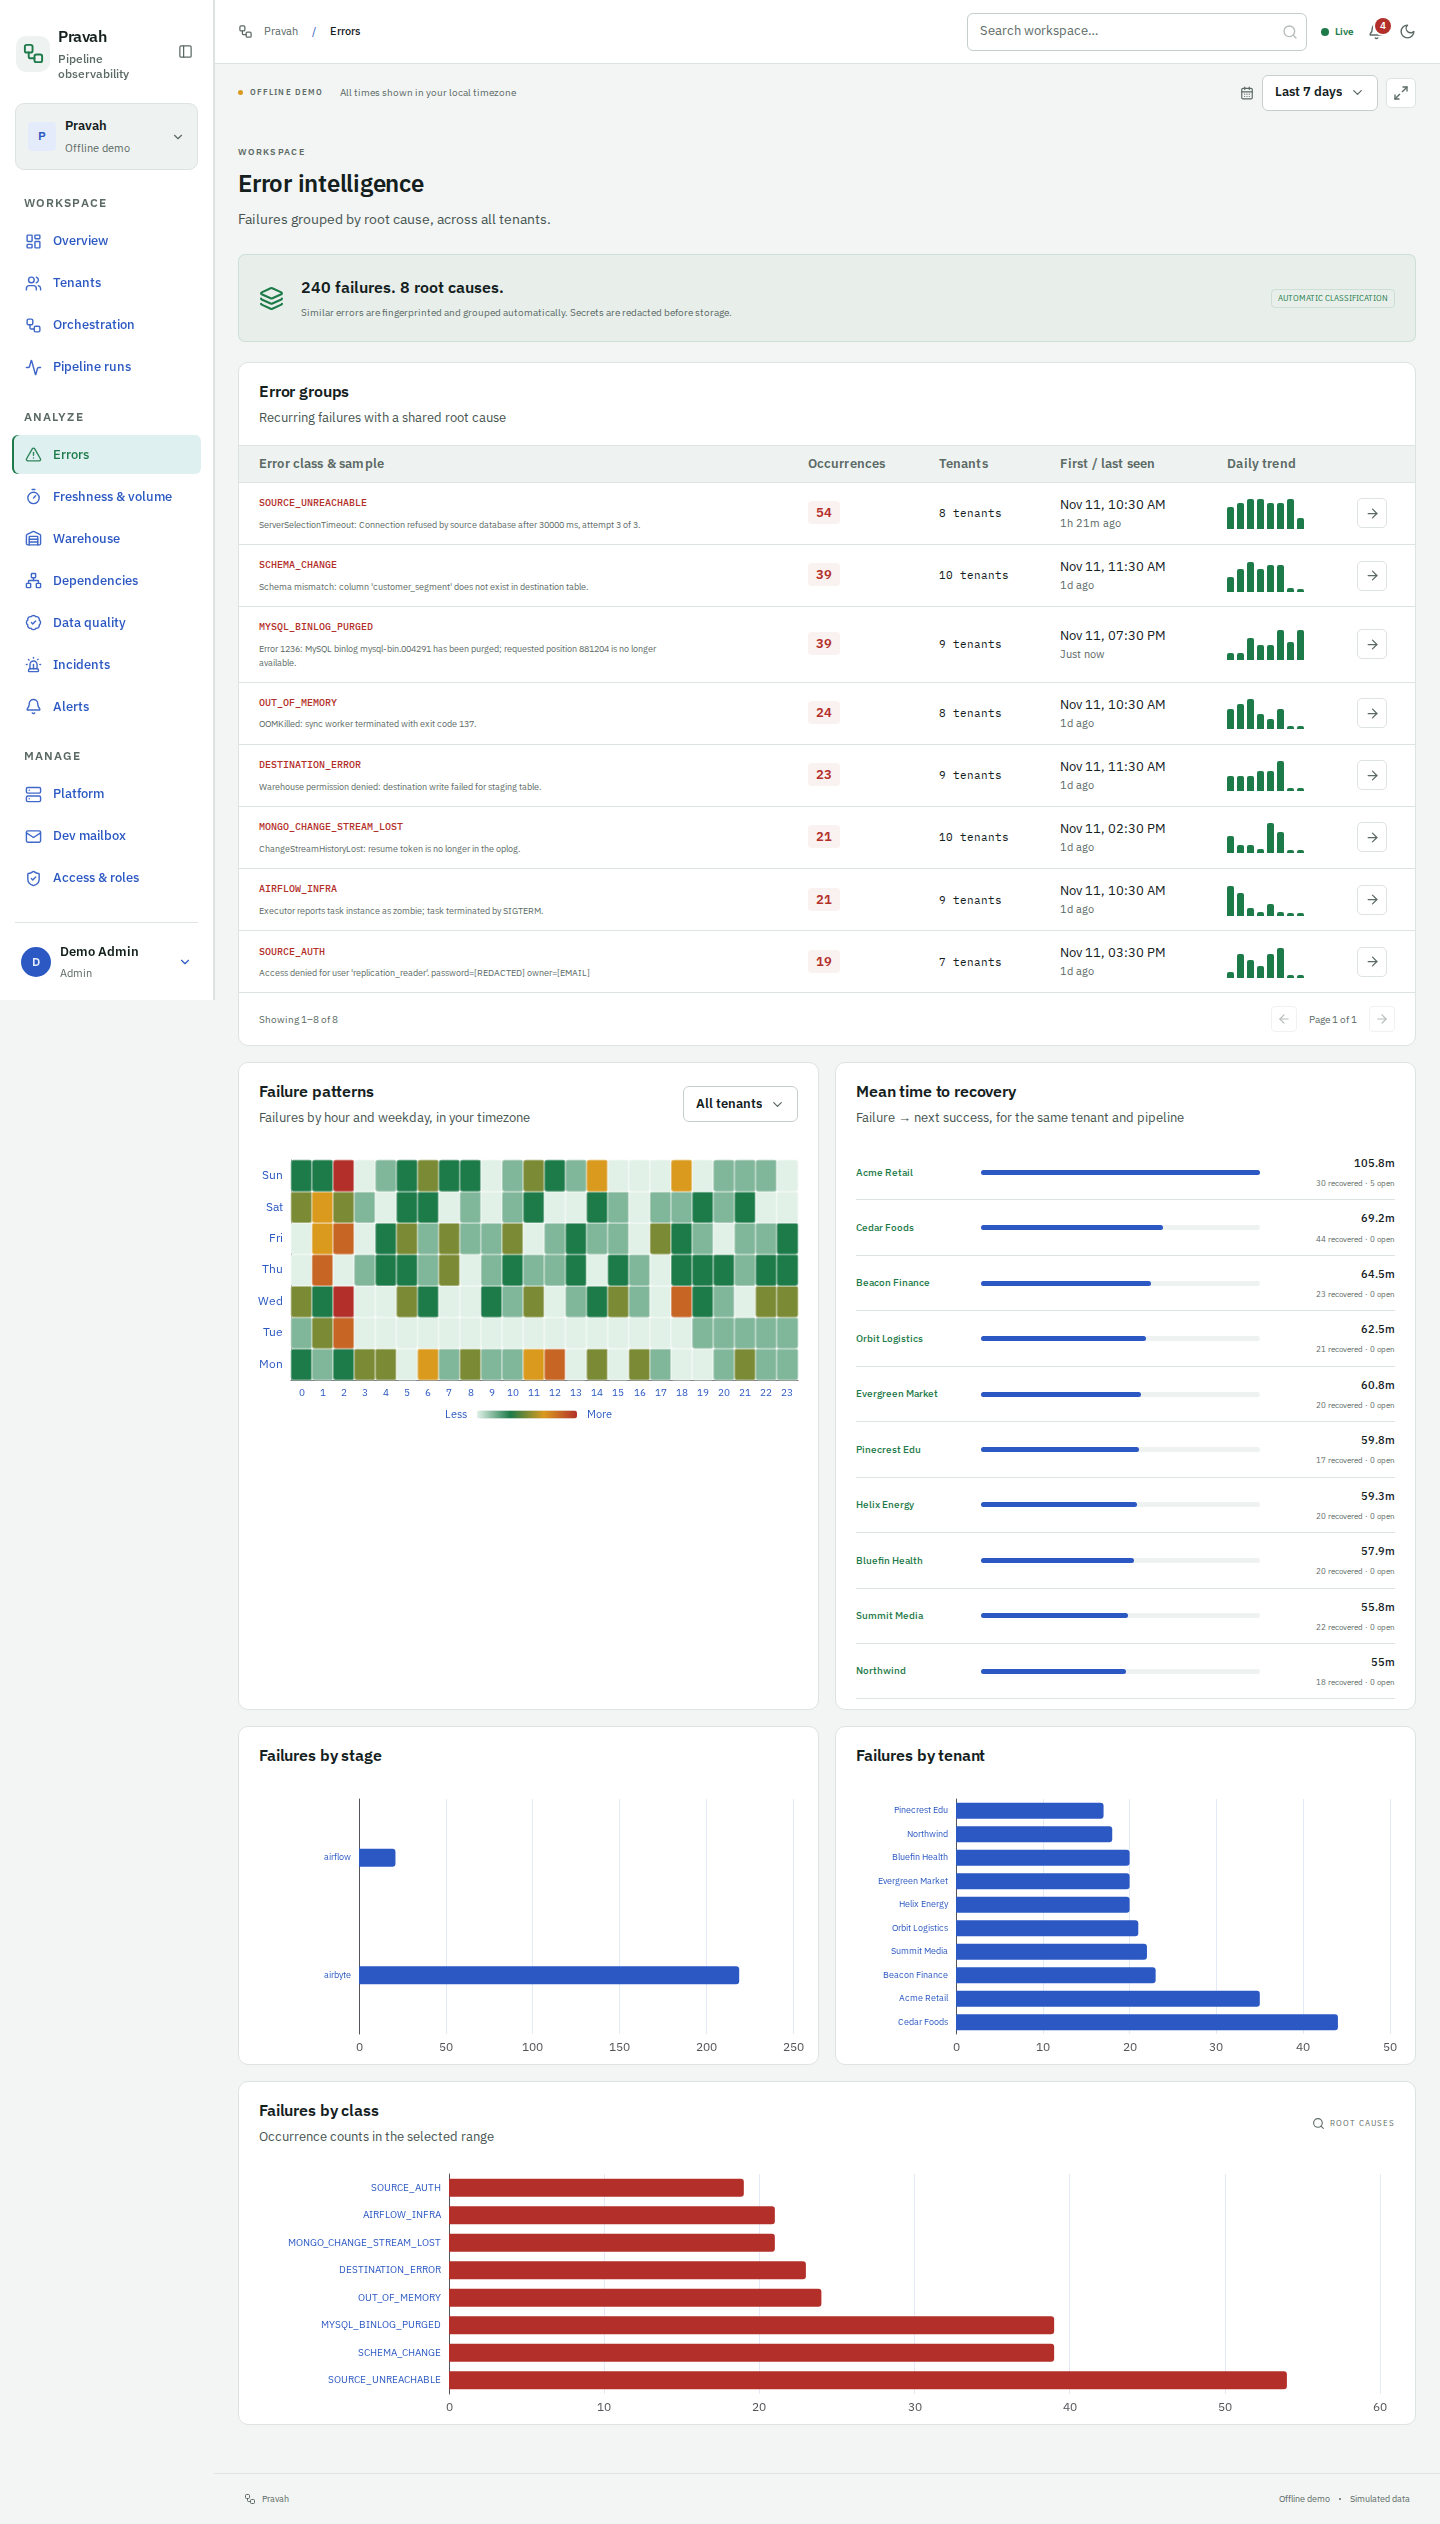 Pravah
Pipeline
observability
P
Pravah
Offline demo
WORKSPACE
Overview
Tenants
Orchestration
Pipeline runs
ANALYZE
Errors
Freshness & volume
Warehouse
Dependencies
Data quality
Incidents
Alerts
MANAGE
Platform
Dev mailbox
Access & roles
D
Demo Admin
Admin
Pravah / Errors
Search workspace...
Live
4
OFFLINE DEMO All times shown in your local timezone
Last 7 days
WORKSPACE
Error intelligence
Failures grouped by root cause, across all tenants.
240 failures. 8 root causes.
Similar errors are fingerprinted and grouped automatically. Secrets are redacted before storage.
AUTOMATIC CLASSIFICATION
Error groups
Recurring failures with a shared root cause
Error class & sample Occurrences Tenants First / last seen Daily trend
SOURCE_UNREACHABLE
ServerSelectionTimeout: Connection refused by source database after 30000 ms, attempt 3 of 3.
54 8 tenants
Nov 11, 10:30 AM
1h 21m ago
SCHEMA_CHANGE
Schema mismatch: column 'customer_segment' does not exist in destination table.
39 10 tenants
Nov 11, 11:30 AM
1d ago
MYSQL_BINLOG_PURGED
Error 1236: MySQL binlog mysql-bin.004291 has been purged; requested position 881204 is no longer
available.
39 9 tenants
Nov 11, 07:30 PM
Just now
OUT_OF_MEMORY
OOMKilled: sync worker terminated with exit code 137.
24 8 tenants
Nov 11, 10:30 AM
1d ago
DESTINATION_ERROR
Warehouse permission denied: destination write failed for staging table.
23 9 tenants
Nov 11, 11:30 AM
1d ago
MONGO_CHANGE_STREAM_LOST
ChangeStreamHistoryLost: resume token is no longer in the oplog.
21 10 tenants
Nov 11, 02:30 PM
1d ago
AIRFLOW_INFRA
Executor reports task instance as zombie; task terminated by SIGTERM.
21 9 tenants
Nov 11, 10:30 AM
1d ago
SOURCE_AUTH
Access denied for user 'replication_reader'. password=[REDACTED] owner=[EMAIL]
19 7 tenants
Nov 11, 03:30 PM
1d ago
Showing 1–8 of 8
Page 1 of 1
Failure patterns
Failures by hour and weekday, in your timezone
All tenants
Sun
Sat
Fri
Thu
Wed
Tue
Mon
0 1 2 3 4 5 6 7 8 9 10 11 12 13 14 15 16 17 18 19 20 21 22 23
Less More
Mean time to recovery
Failure → next success, for the same tenant and pipeline
Acme Retail 105.8m
30 recovered · 5 open
Cedar Foods 69.2m
44 recovered · 0 open
Beacon Finance 64.5m
23 recovered · 0 open
Orbit Logistics 62.5m
21 recovered · 0 open
Evergreen Market 60.8m
20 recovered · 0 open
Pinecrest Edu 59.8m
17 recovered · 0 open
Helix Energy 59.3m
20 recovered · 0 open
Bluefin Health 57.9m
20 recovered · 0 open
Summit Media 55.8m
22 recovered · 0 open
Northwind 55m
18 recovered · 0 open
Failures by stage
airflow
airbyte
0 50 100 150 200 250
Failures by tenant
Pinecrest Edu
Northwind
Bluefin Health
Evergreen Market
Helix Energy
Orbit Logistics
Summit Media
Beacon Finance
Acme Retail
Cedar Foods
0 10 20 30 40 50
Failures by class
Occurrence counts in the selected range
ROOT CAUSES
SOURCE_AUTH
AIRFLOW_INFRA
MONGO_CHANGE_STREAM_LOST
DESTINATION_ERROR
OUT_OF_MEMORY
MYSQL_BINLOG_PURGED
SCHEMA_CHANGE
SOURCE_UNREACHABLE
0 10 20 30 40 50 60
Pravah
Offline demo • Simulated data